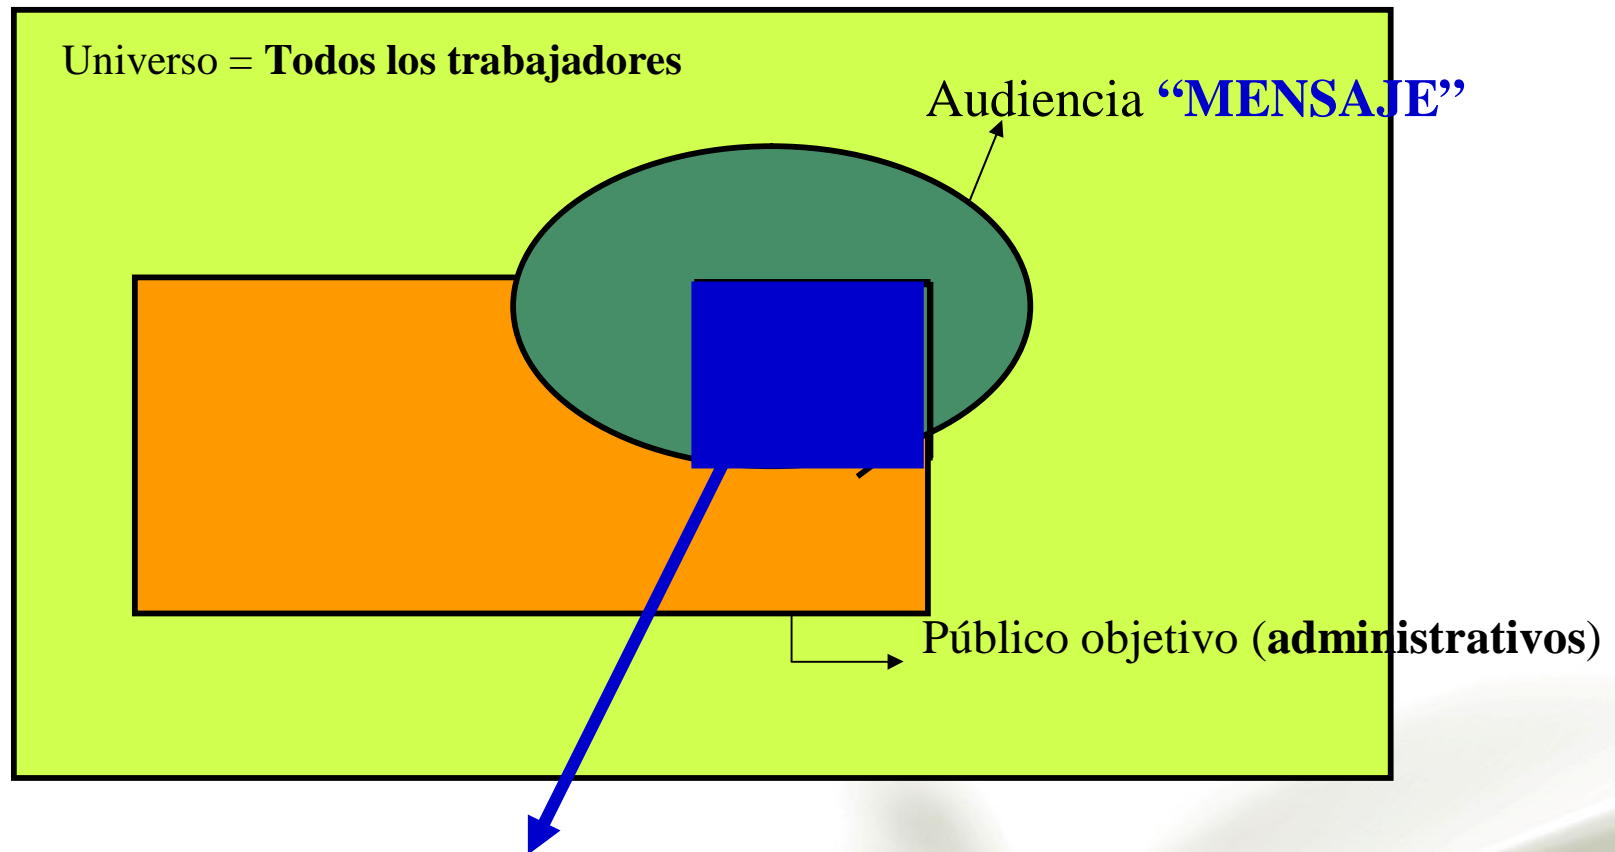 Universo = Todos los trabajadores
Audiencia “MENSAJE”
Público objetivo (administrativos)